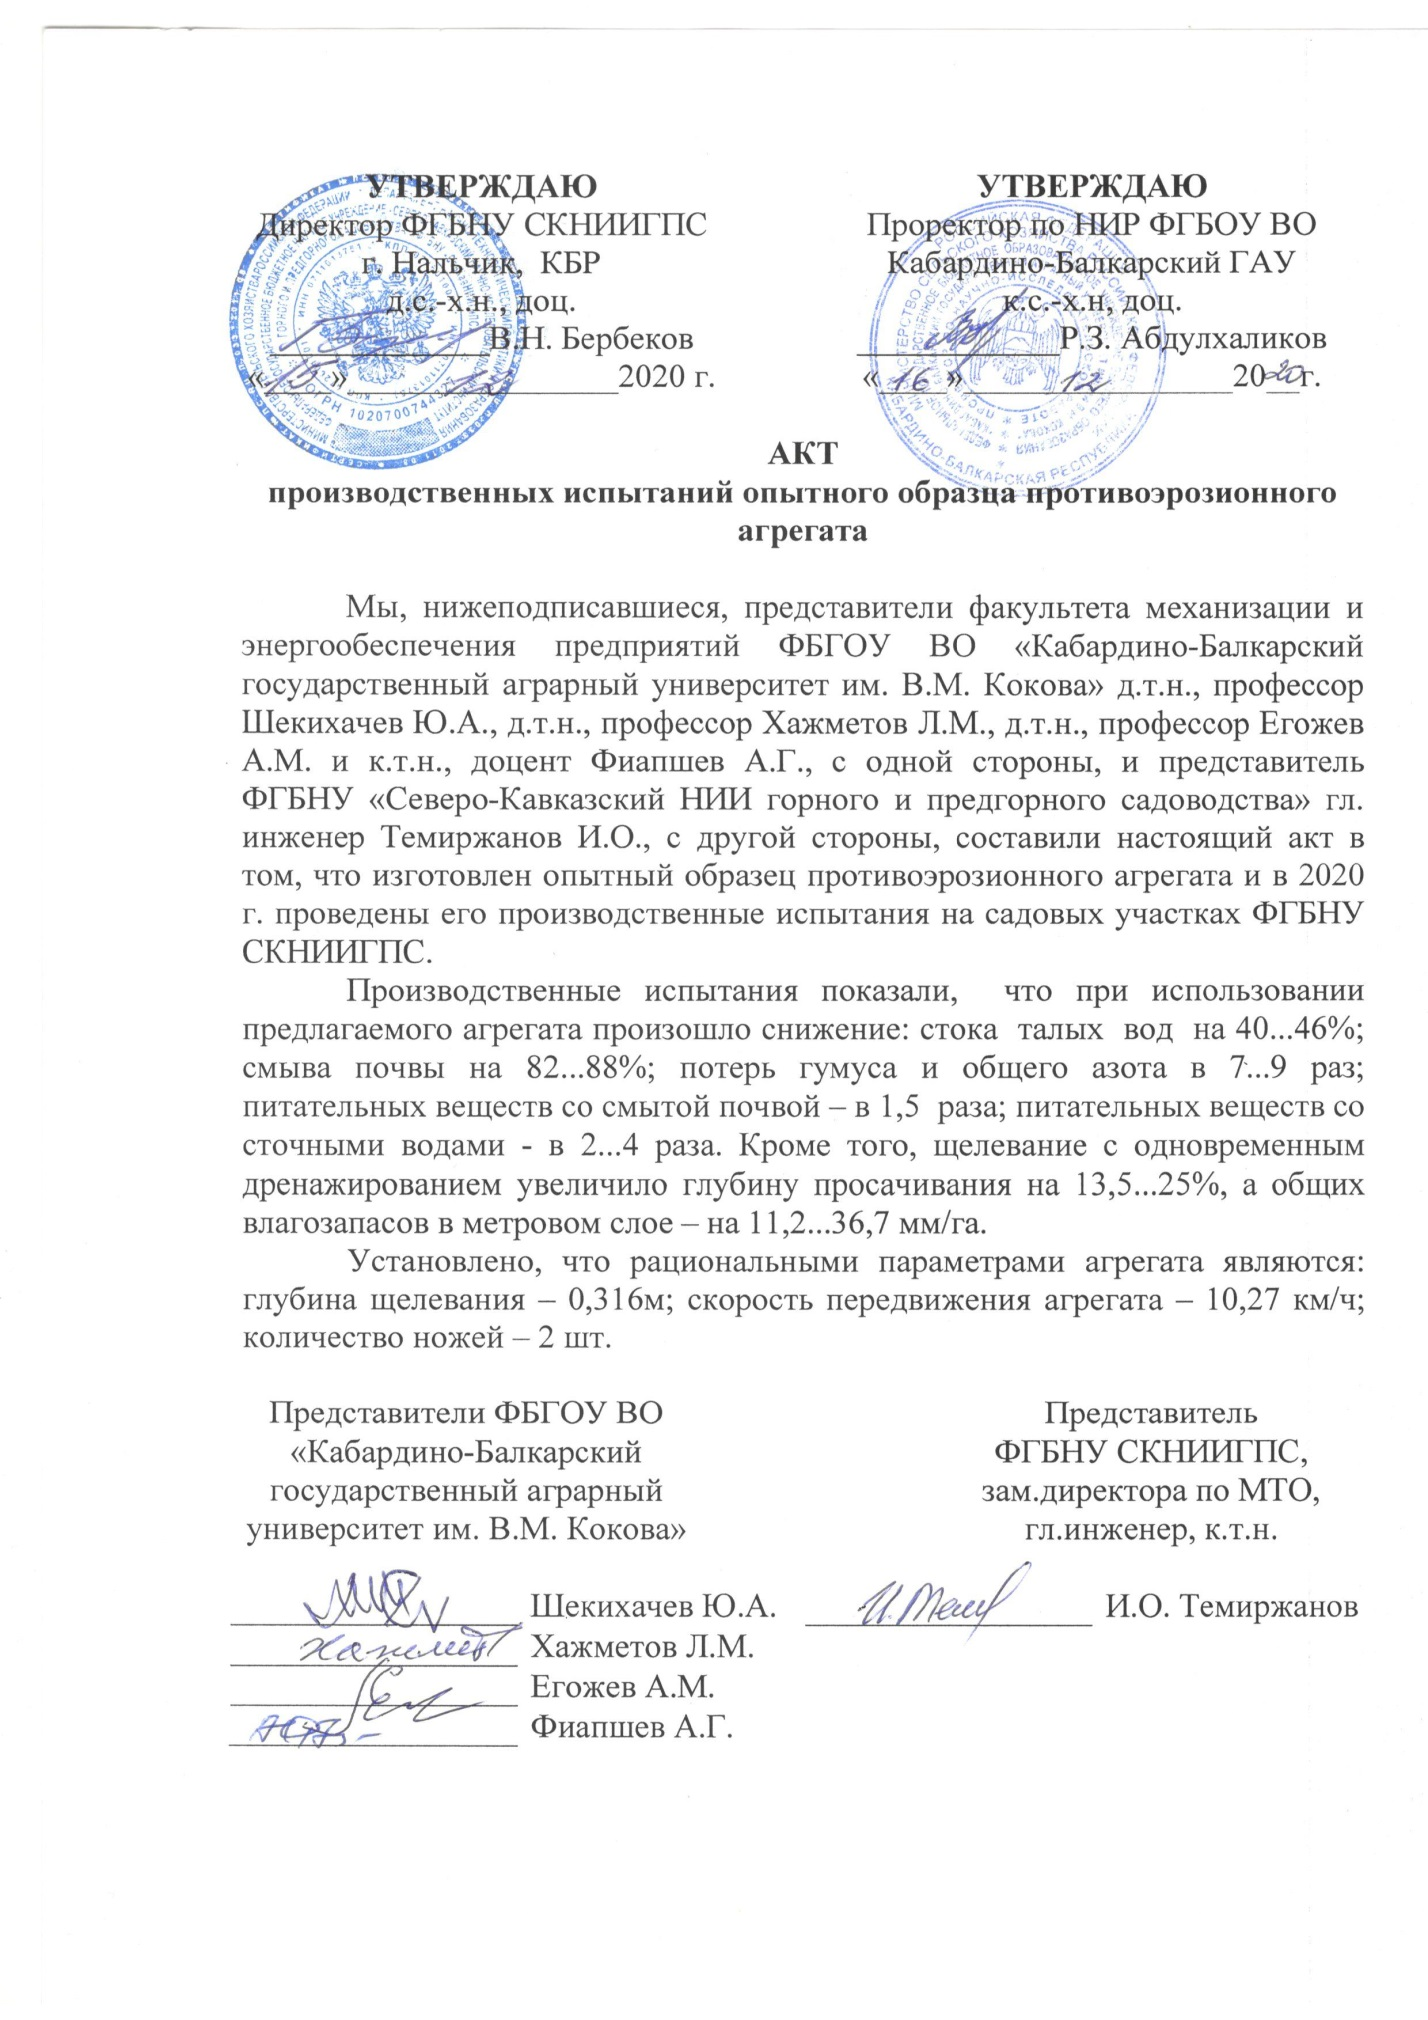 УТВЕРЖДАЮ
Директор ФГБНУ СКНИИГПС
г. Нальчик, КБР
д.с.-х.н., доц.
В.Н. Бербеков
«15» 12 2020 г.
УТВЕРЖДАЮ
Проректор по НИР ФГБОУ ВО
Кабардино-Балкарский ГАУ
к.с.-х.н, доц.
Р.З. Абдулхаликов
«16» 12 2020 г.
АКТ
производственных испытаний опытного образца противоэрозионного
агрегата
Мы, нижеподписавшиеся, представители факультета механизации и
энергообеспечения предприятий ФБГОУ ВО «Кабардино-Балкарский
государственный аграрный университет им. В.М. Кокова» д.т.н., профессор
Шекихачев Ю.А., д.т.н., профессор Хажметов Л.М., д.т.н., профессор Егожев
А.М. и к.т.н., доцент Фиапшев А.Г., с одной стороны, и представитель
ФГБНУ «Северо-Кавказский НИИ горного и предгорного садоводства» гл.
инженер Темиржанов И.О., с другой стороны, составили настоящий акт в
том, что изготовлен опытный образец противоэрозионного агрегата и в 2020
г. проведены его производственные испытания на садовых участках ФГБНУ
СКНИИГПС.
Производственные испытания показали, что при использовании
предлагаемого агрегата произошло снижение: стока талых вод на 40...46%;
смыва почвы на 82...88%; потерь гумуса и общего азота в 7...9 раз;
питательных веществ со смытой почвой – в 1,5 раза; питательных веществ со
сточными водами - в 2...4 раза. Кроме того, щелевание с одновременным
дренажированием увеличило глубину просачивания на 13,5...25%, а общих
влагозапасов в метровом слое – на 11,2...36,7 мм/га.
Установлено, что рациональными параметрами агрегата являются:
глубина щелевания – 0,316м; скорость передвижения агрегата – 10,27 км/ч;
количество ножей – 2 шт.
Представители ФБГОУ ВО
«Кабардино-Балкарский
государственный аграрный
университет им. В.М. Кокова»
Представитель
ФГБНУ СКНИИГПС,
зам.директора по МТО,
гл.инженер, к.т.н.
Шекихачев Ю.А.
И.О. Темиржанов
Хажметов Л.М.
Егожев А.М.
Фиапшев А.Г.